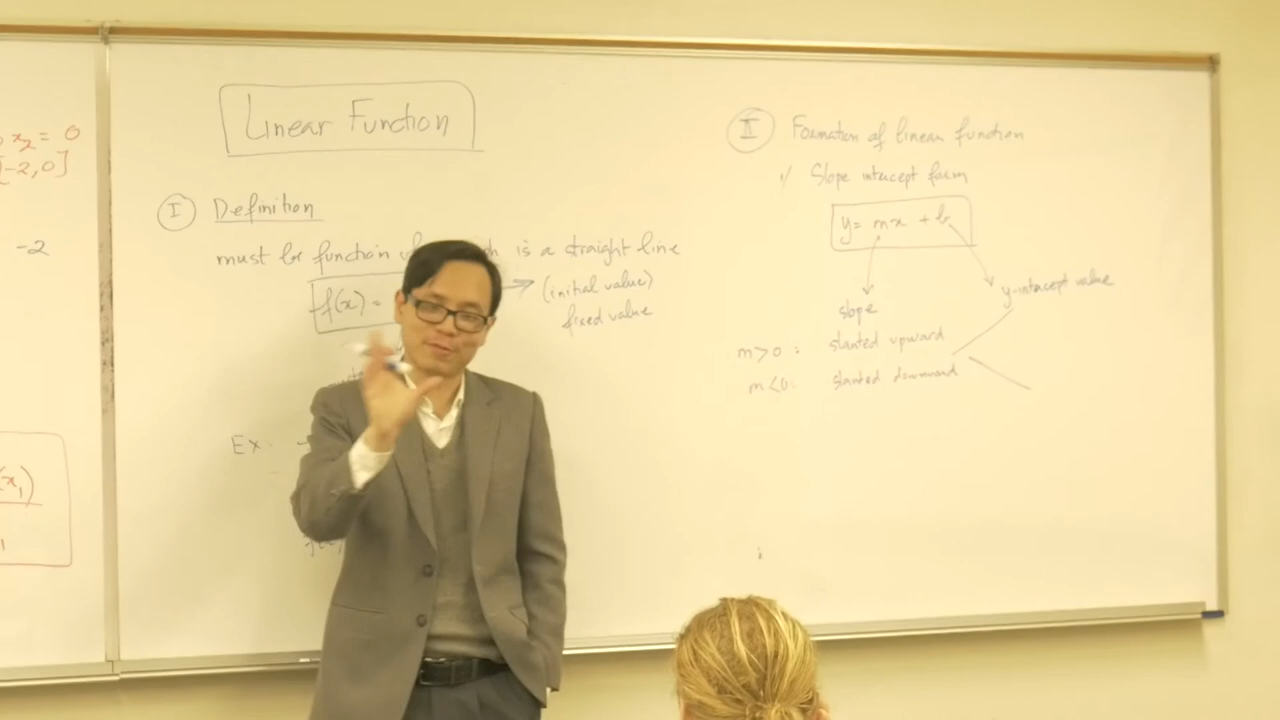 x₂ = 0
[-2,0]
-2
(x₁)
1
Linear Function
I Definition
must be function is a straight line
f(x) = (initial value)
fixed value
Ex:
II Formation of linear function
1/ Slope intercept form
y = mx + b
slope
y-intercept value
m>0 : slanted upward
m<0: slanted downward